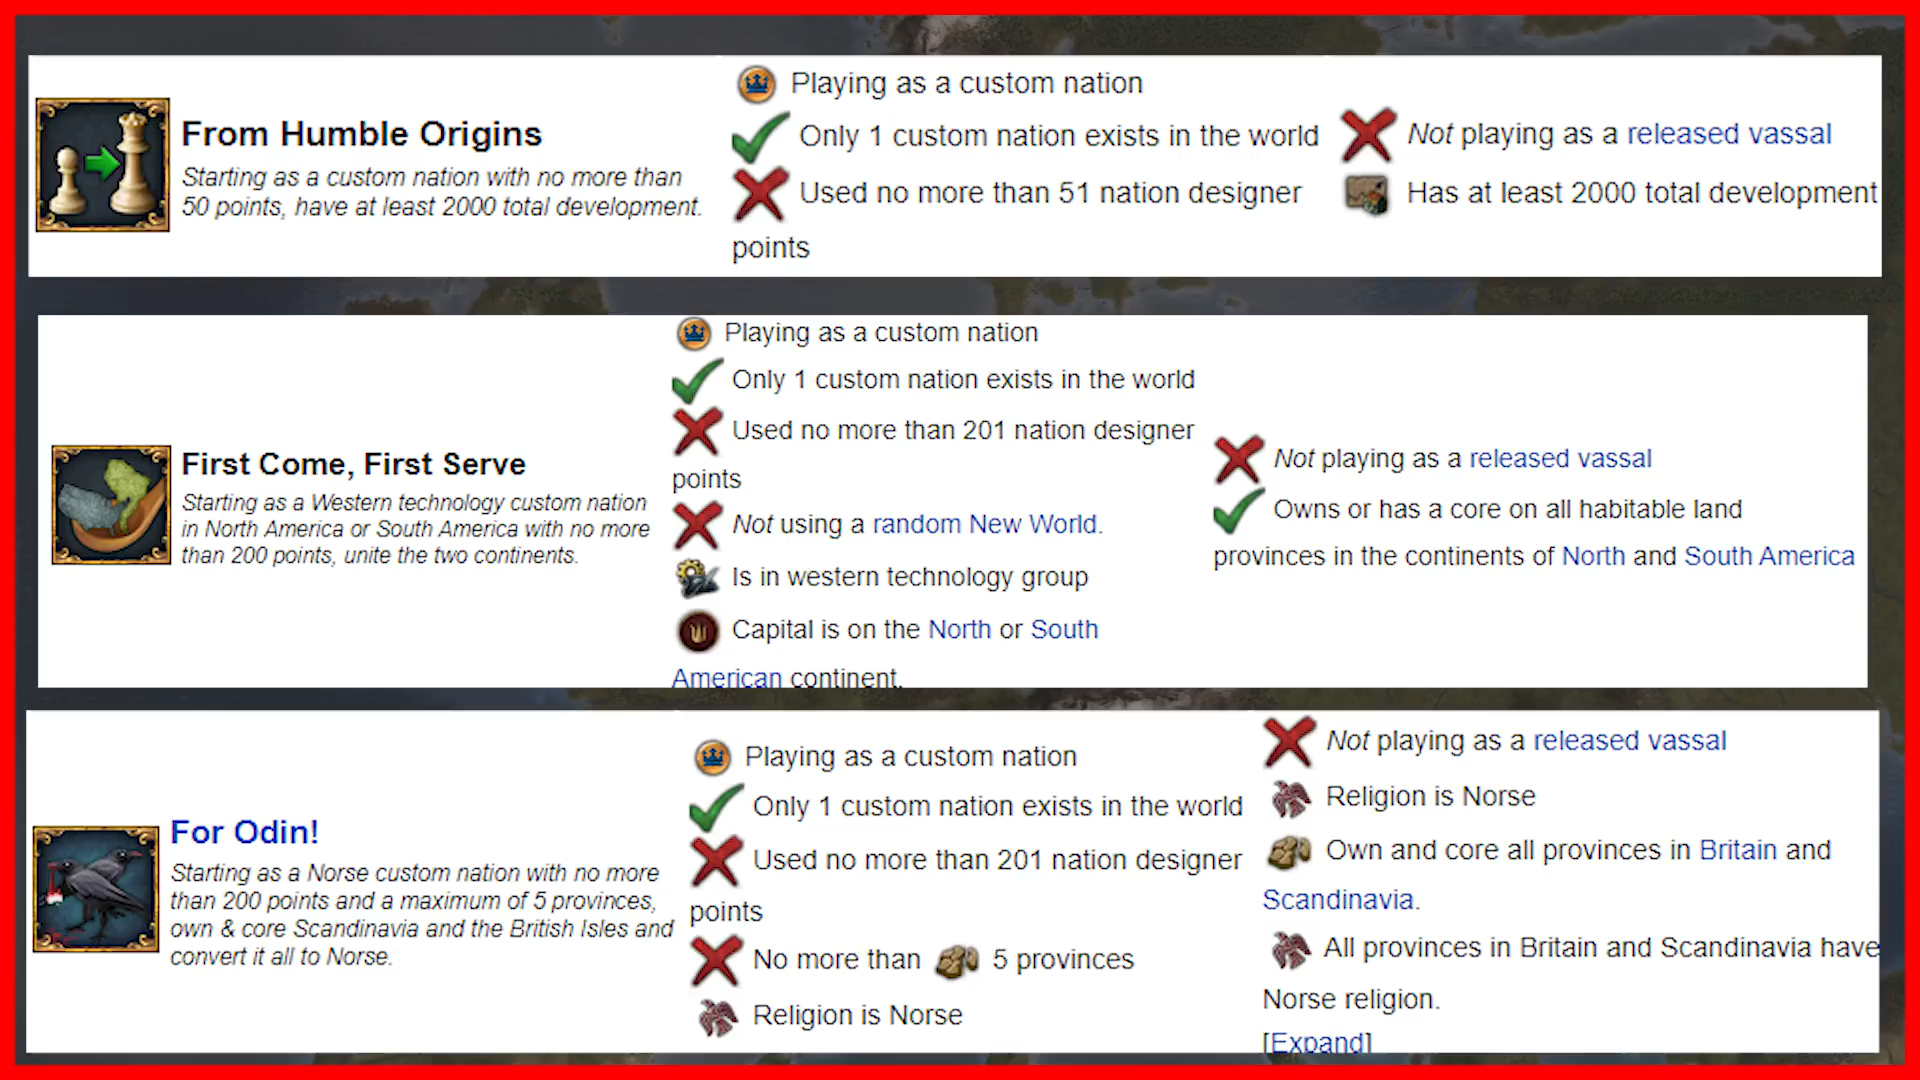 From Humble Origins
Starting as a custom nation with no more than
50 points, have at least 2000 total development.
Playing as a custom nation
Only 1 custom nation exists in the world
Used no more than 51 nation designer
points
Not playing as a released vassal
Has at least 2000 total development
First Come, First Serve
Starting as a Western technology custom nation
in North America or South America with no more
than 200 points, unite the two continents.
Playing as a custom nation
Only 1 custom nation exists in the world
Used no more than 201 nation designer
points
Not using a random New World.
Is in western technology group
Capital is on the North or South
American continent.
Not playing as a released vassal
Owns or has a core on all habitable land
provinces in the continents of North and South America
For Odin!
Starting as a Norse custom nation with no more
than 200 points and a maximum of 5 provinces,
own & core Scandinavia and the British Isles and
convert it all to Norse.
Playing as a custom nation
Only 1 custom nation exists in the world
Used no more than 201 nation designer
points
No more than 5 provinces
Religion is Norse
Not playing as a released vassal
Religion is Norse
Own and core all provinces in Britain and
Scandinavia.
All provinces in Britain and Scandinavia have
Norse religion.
[Expand]